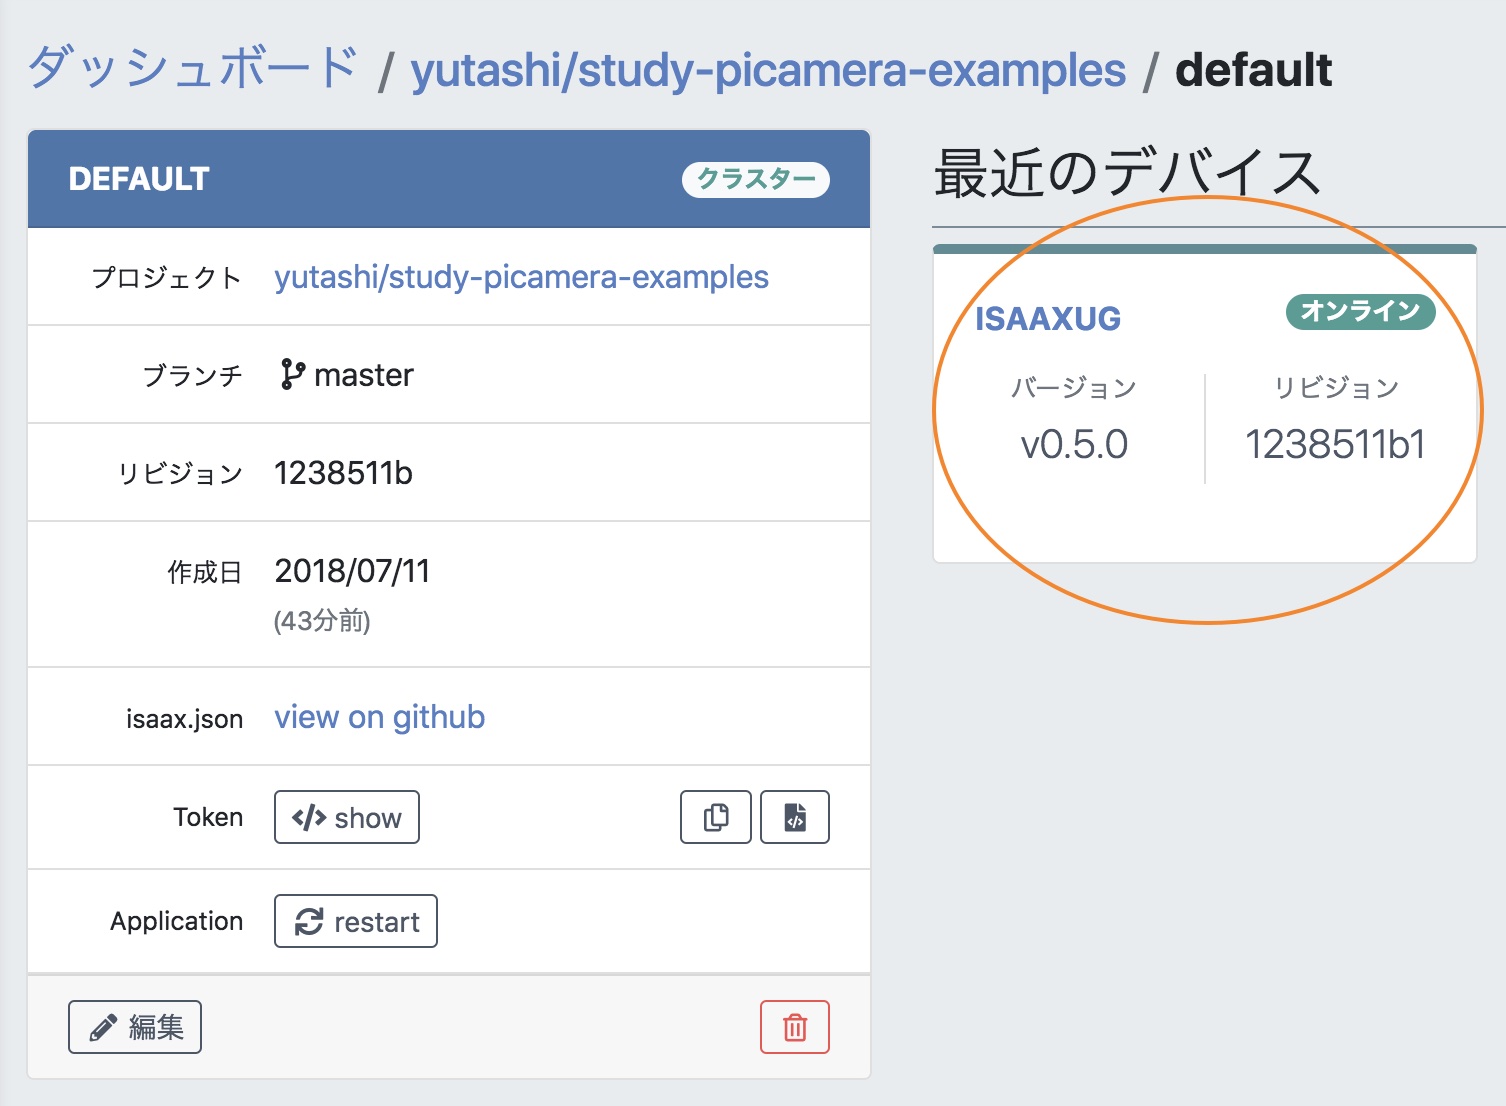 ダッシュボード / yutashi/study-picamera-examples / default
DEFAULT
クラスター
プロジェクト yutashi/study-picamera-examples
ブランチ master
リビジョン 1238511b
作成日 2018/07/11
(43分前)
isaax.json view on github
Token </> show
Application restart
編集
最近のデバイス
ISAAXUG
オンライン
バージョン リビジョン
v0.5.0 1238511b1